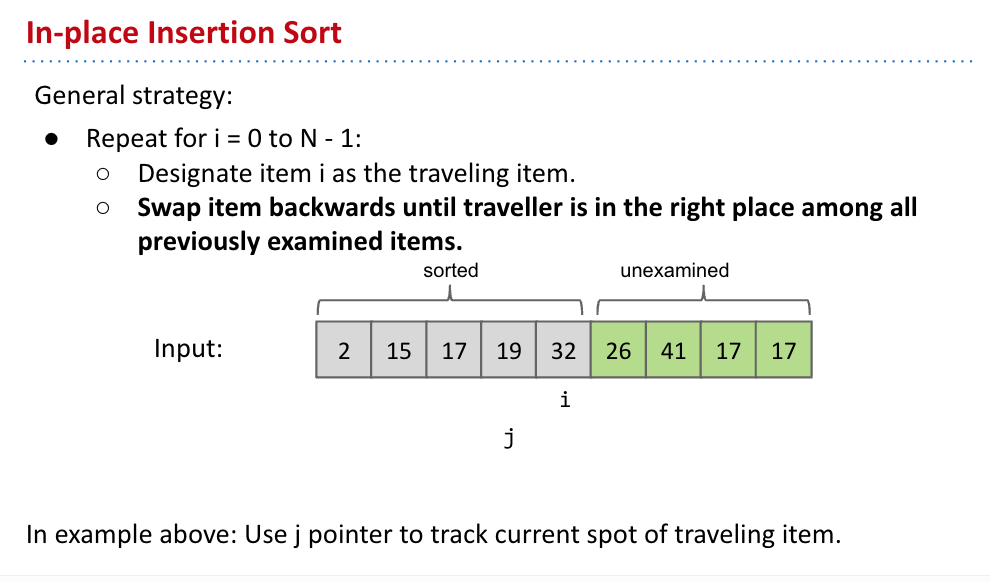 In-place Insertion Sort
General strategy:
● Repeat for i = 0 to N - 1:
○ Designate item i as the traveling item.
○ Swap item backwards until traveller is in the right place among all
previously examined items.
sorted unexamined
Input: 2 15 17 19 32 26 41 17 17
i
j
In example above: Use j pointer to track current spot of traveling item.